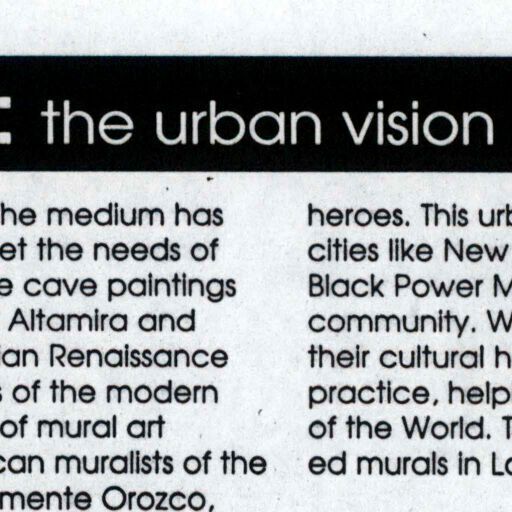 : the urban vision
he medium has
et the needs of
e cave paintings
Altamira and
ian Renaissance
s of the modern
of mural art
can muralists of the
mente Orozco,
heroes. This urb
cities like New
Black Power M
community. W
their cultural h
practice, help
of the World. T
ed murals in Lo